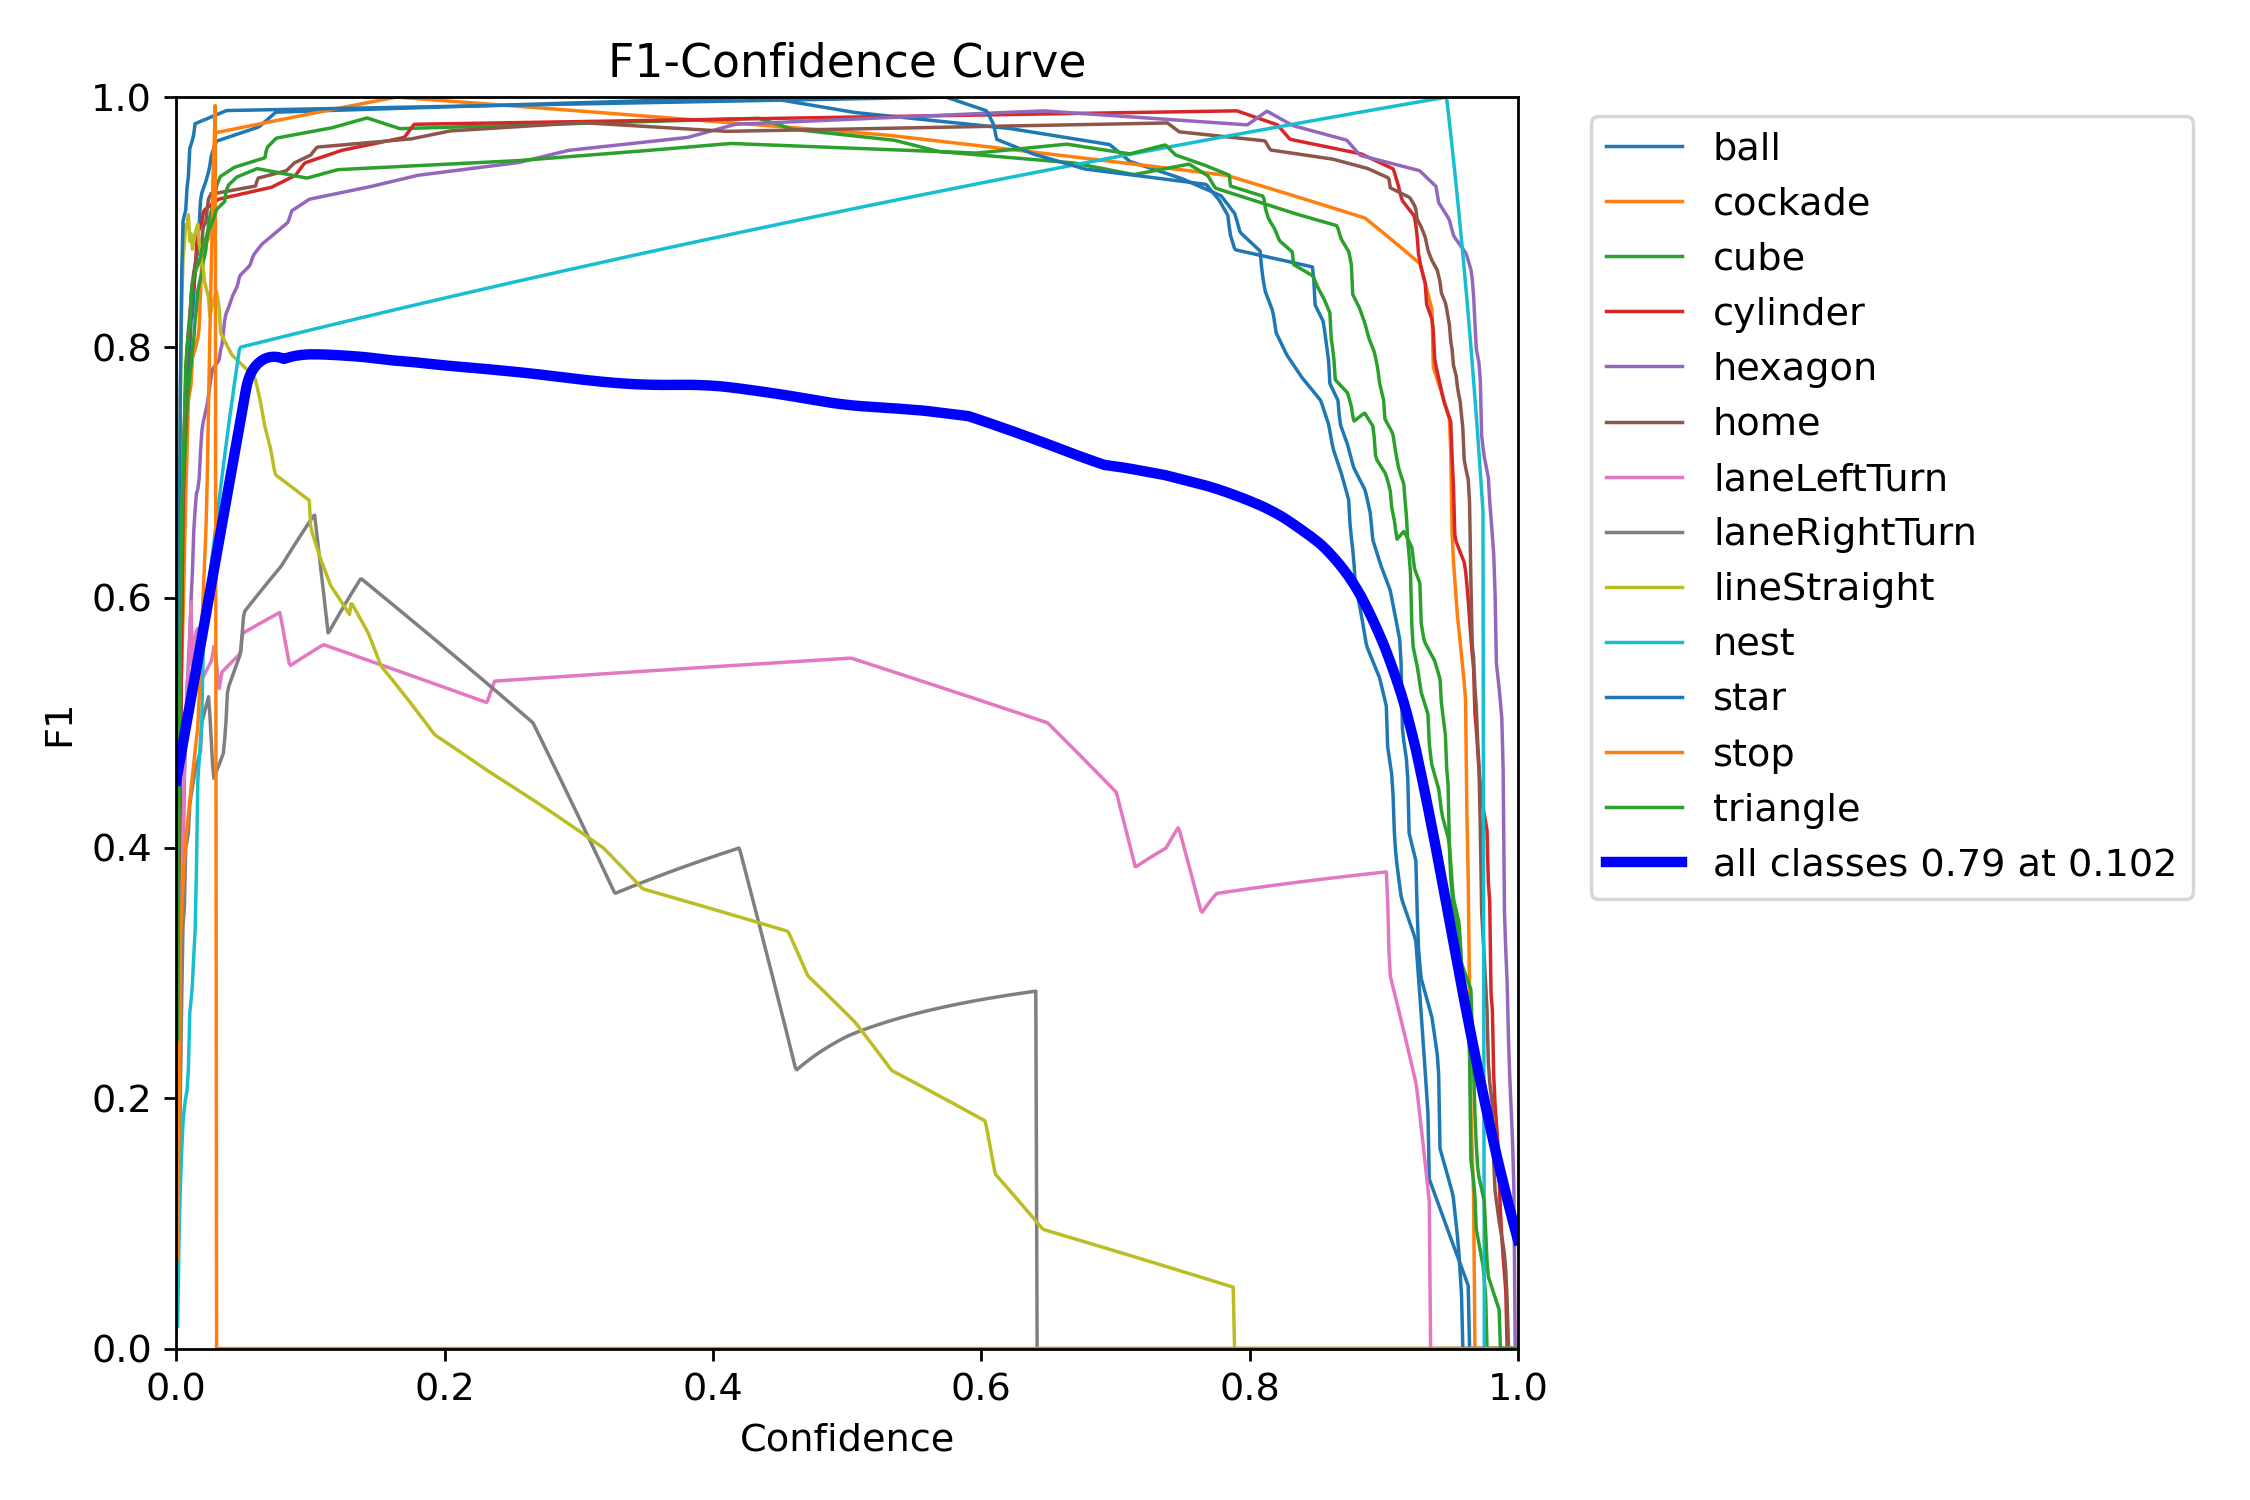 F1-Confidence Curve
1.0
0.8
0.6
0.4
0.2
0.0
F1
0.0 0.2 0.4 0.6 0.8 1.0
Confidence
ball
cockade
cube
cylinder
hexagon
home
laneLeftTurn
laneRightTurn
lineStraight
nest
star
stop
triangle
all classes 0.79 at 0.102